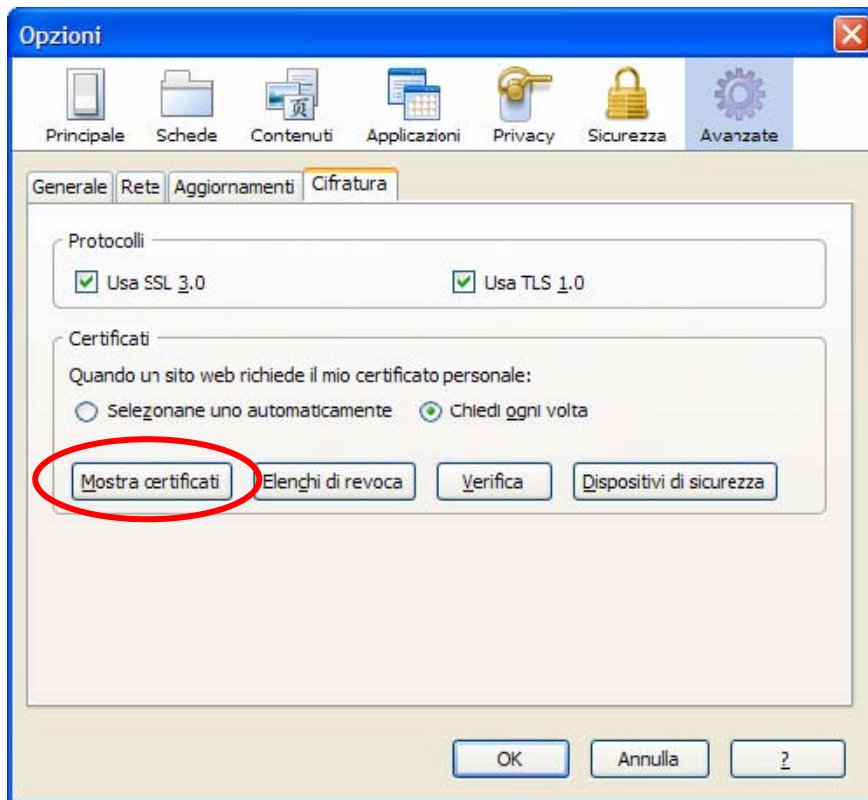 Opzioni
Principale Schede Contenuti Applicazioni Privacy Sicurezza Avanzate
Generale Rete Aggiornamenti Cifratura
Protocolli
Usa SSL 3.0 Usa TLS 1.0
Certificati
Quando un sito web richiede il mio certificato personale:
Selezonane uno automaticamente Chiedi ogni volta
Mostra certificati Elenchi di revoca Verifica Dispositivi di sicurezza
OK Annulla ?